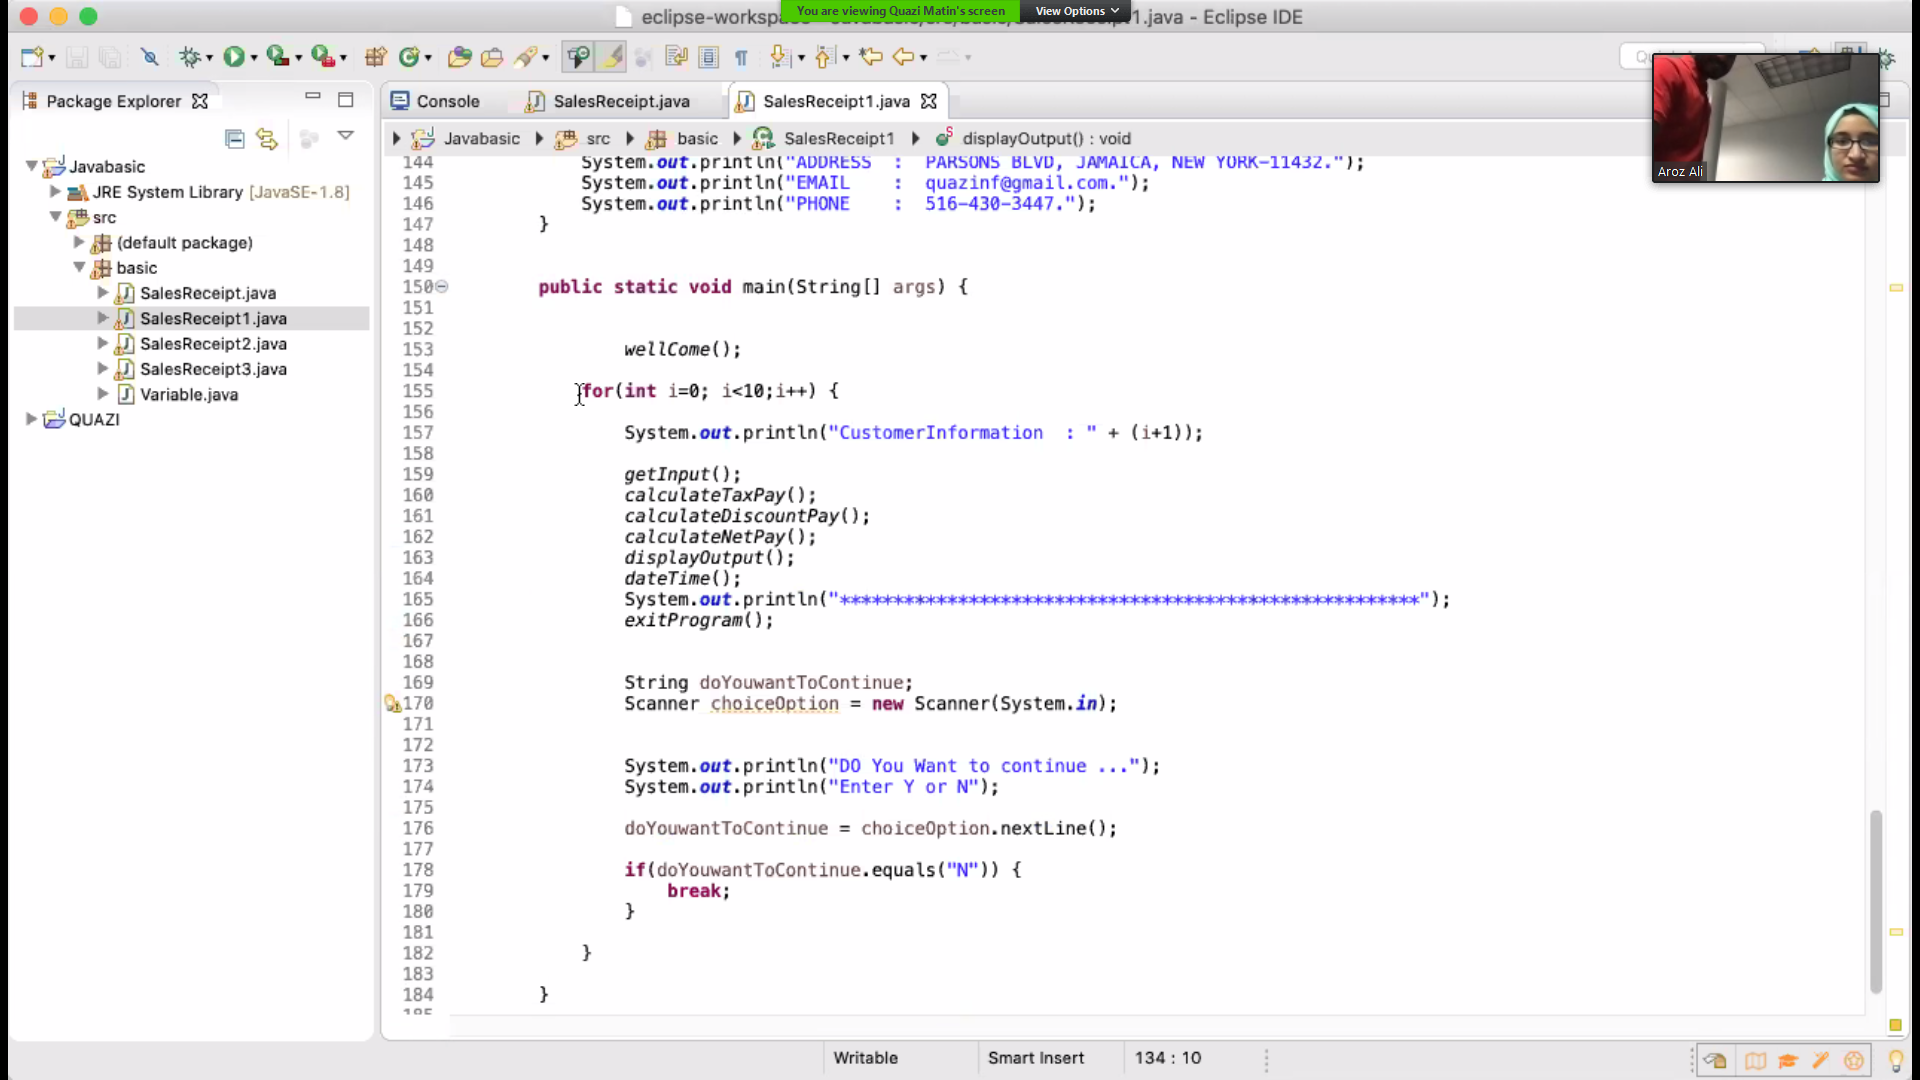 You are viewing Quazi Matin's screen
View Options
1.java - Eclipse IDE
Package Explorer
Console
SalesReceipt.java
SalesReceipt1.java
Javabasic
src
basic
SalesReceipt1
displayOutput() : void
Aroz Ali
Javabasic
JRE System Library [JavaSE-1.8]
src
(default package)
basic
SalesReceipt.java
SalesReceipt1.java
SalesReceipt2.java
SalesReceipt3.java
Variable.java
QUAZI
144 System.out.println("ADDRESS  :  PARSONS BLVD, JAMAICA, NEW YORK-11432.");
145 System.out.println("EMAIL    :  quazinf@gmail.com.");
146 System.out.println("PHONE    :  516-430-3447.");
147 }
148
149
150 public static void main(String[] args) {
151
152
153 wellCome();
154
155 for(int i=0; i<10;i++) {
156
157 System.out.println("CustomerInformation  : " + (i+1));
158
159 getInput();
160 calculateTaxPay();
161 calculateDiscountPay();
162 calculateNetPay();
163 displayOutput();
164 dateTime();
165 System.out.println("******************************************************");
166 exitProgram();
167
168
169 String doYouwantToContinue;
170 Scanner choiceOption = new Scanner(System.in);
171
172
173 System.out.println("DO You Want to continue ...");
174 System.out.println("Enter Y or N");
175
176 doYouwantToContinue = choiceOption.nextLine();
177
178 if(doYouwantToContinue.equals("N")) {
179 break;
180 }
181
182 }
183
184 }
185
Writable
Smart Insert
134 : 10